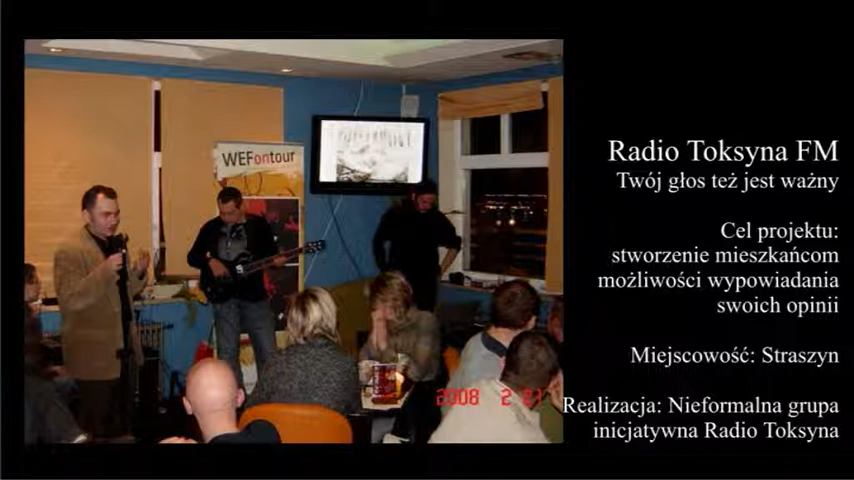 WEFontour
Radio Toksyna FM
Twój głos też jest ważny
Cel projektu:
stworzenie mieszkańcom
możliwości wypowiadania
swoich opinii
Miejscowość: Straszyn
2008 2
Realizacja: Nieformalna grupa
inicjatywna Radio Toksyna